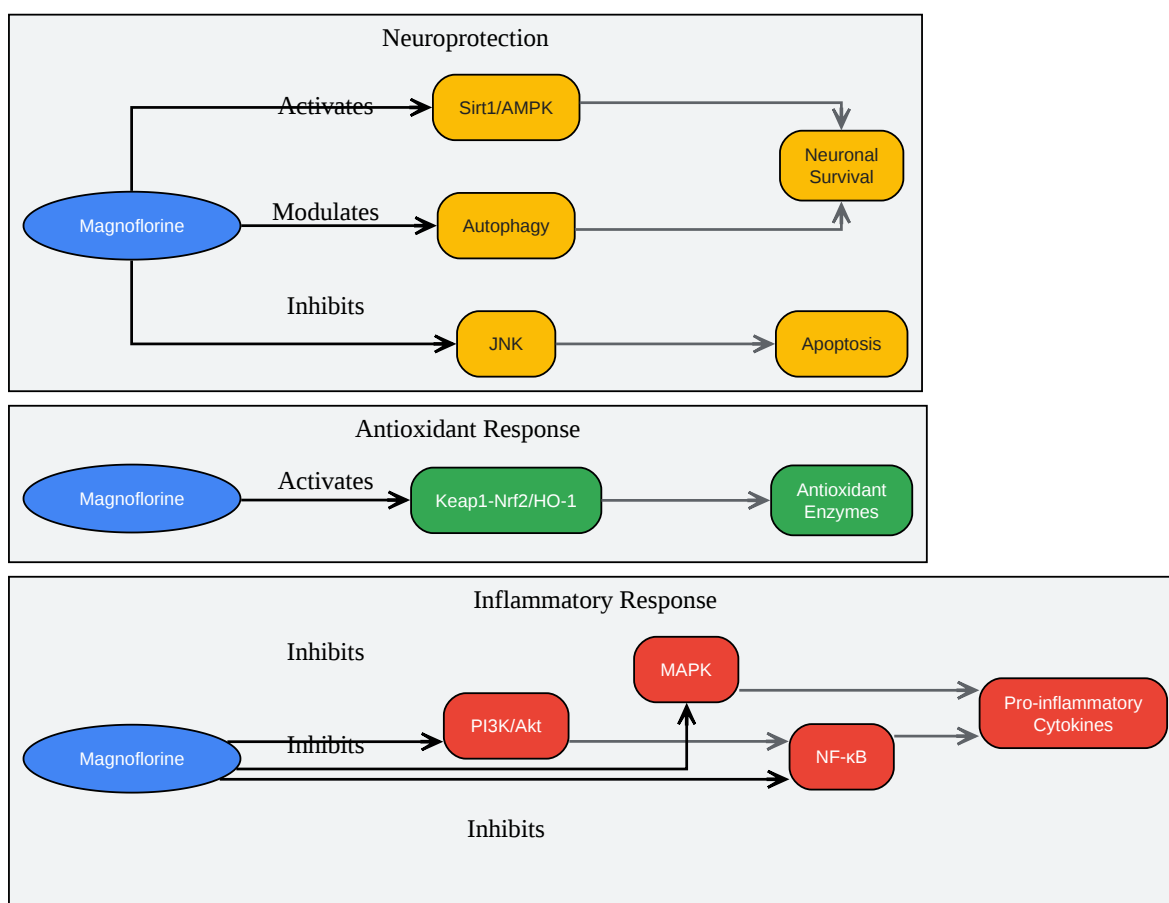 Neuroprotection
Activates
Sirt1/AMPK
Neuronal
Survival
Magnoflorine
Modulates
Autophagy
Inhibits
JNK
Apoptosis
Antioxidant Response
Magnoflorine
Activates
Keap1-Nrf2/HO-1
Antioxidant
Enzymes
Inflammatory Response
Inhibits
MAPK
Pro-inflammatory
Cytokines
PI3K/Akt
Magnoflorine
Inhibits
NF-κB
Inhibits